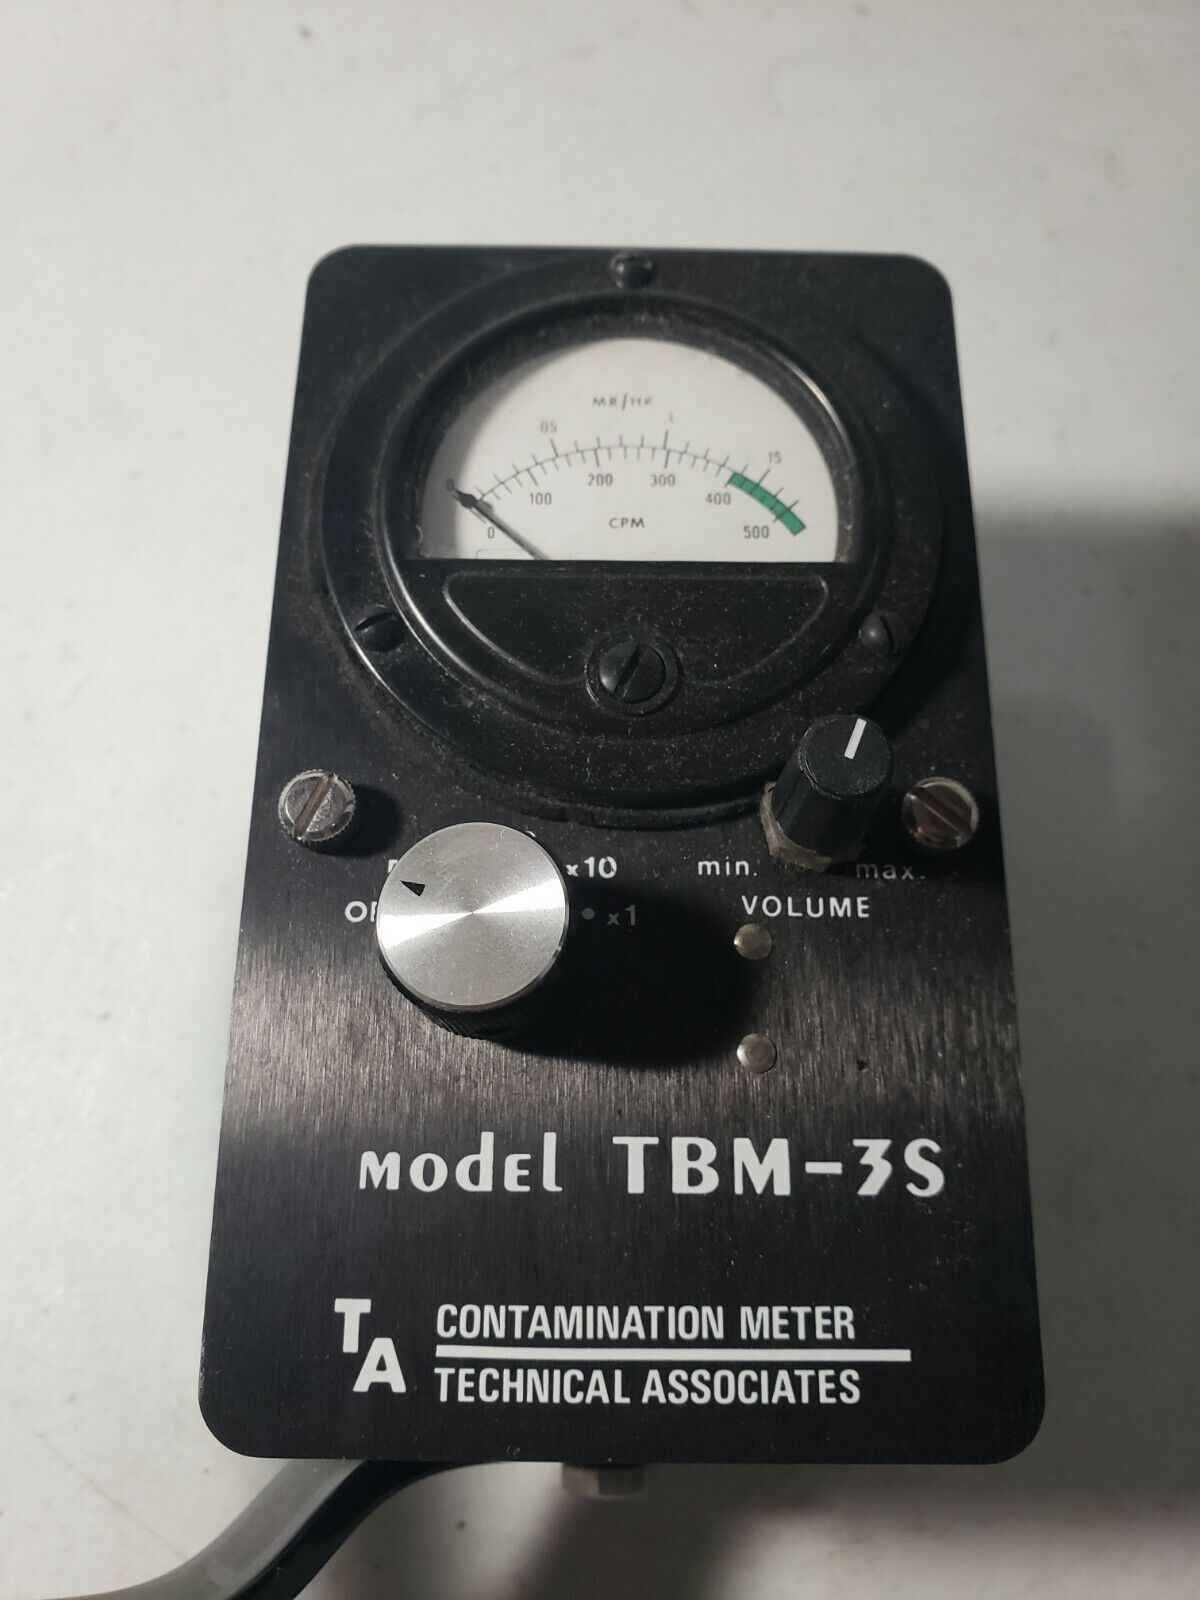 MR/HR
0 05 1 15
0 100 200 300 400 500
CPM
x10
x1
min. max.
VOLUME
MODEL TBM-3S
TA CONTAMINATION METER
TECHNICAL ASSOCIATES